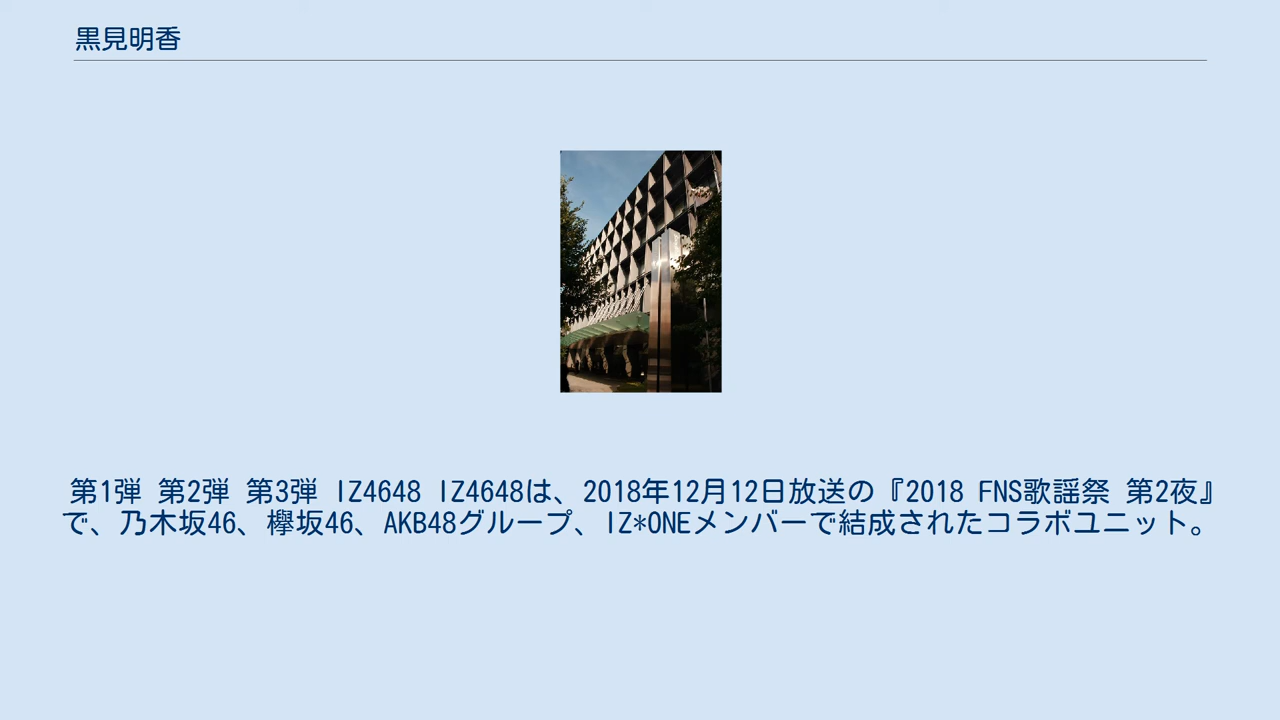 黒見明香
第1弾 第2弾 第3弾 IZ4648 IZ4648は、2018年12月12日放送の『2018 FNS歌謡祭 第2夜』
で、乃木坂46、欅坂46、AKB48グループ、IZ*ONEメンバーで結成されたコラボユニット。